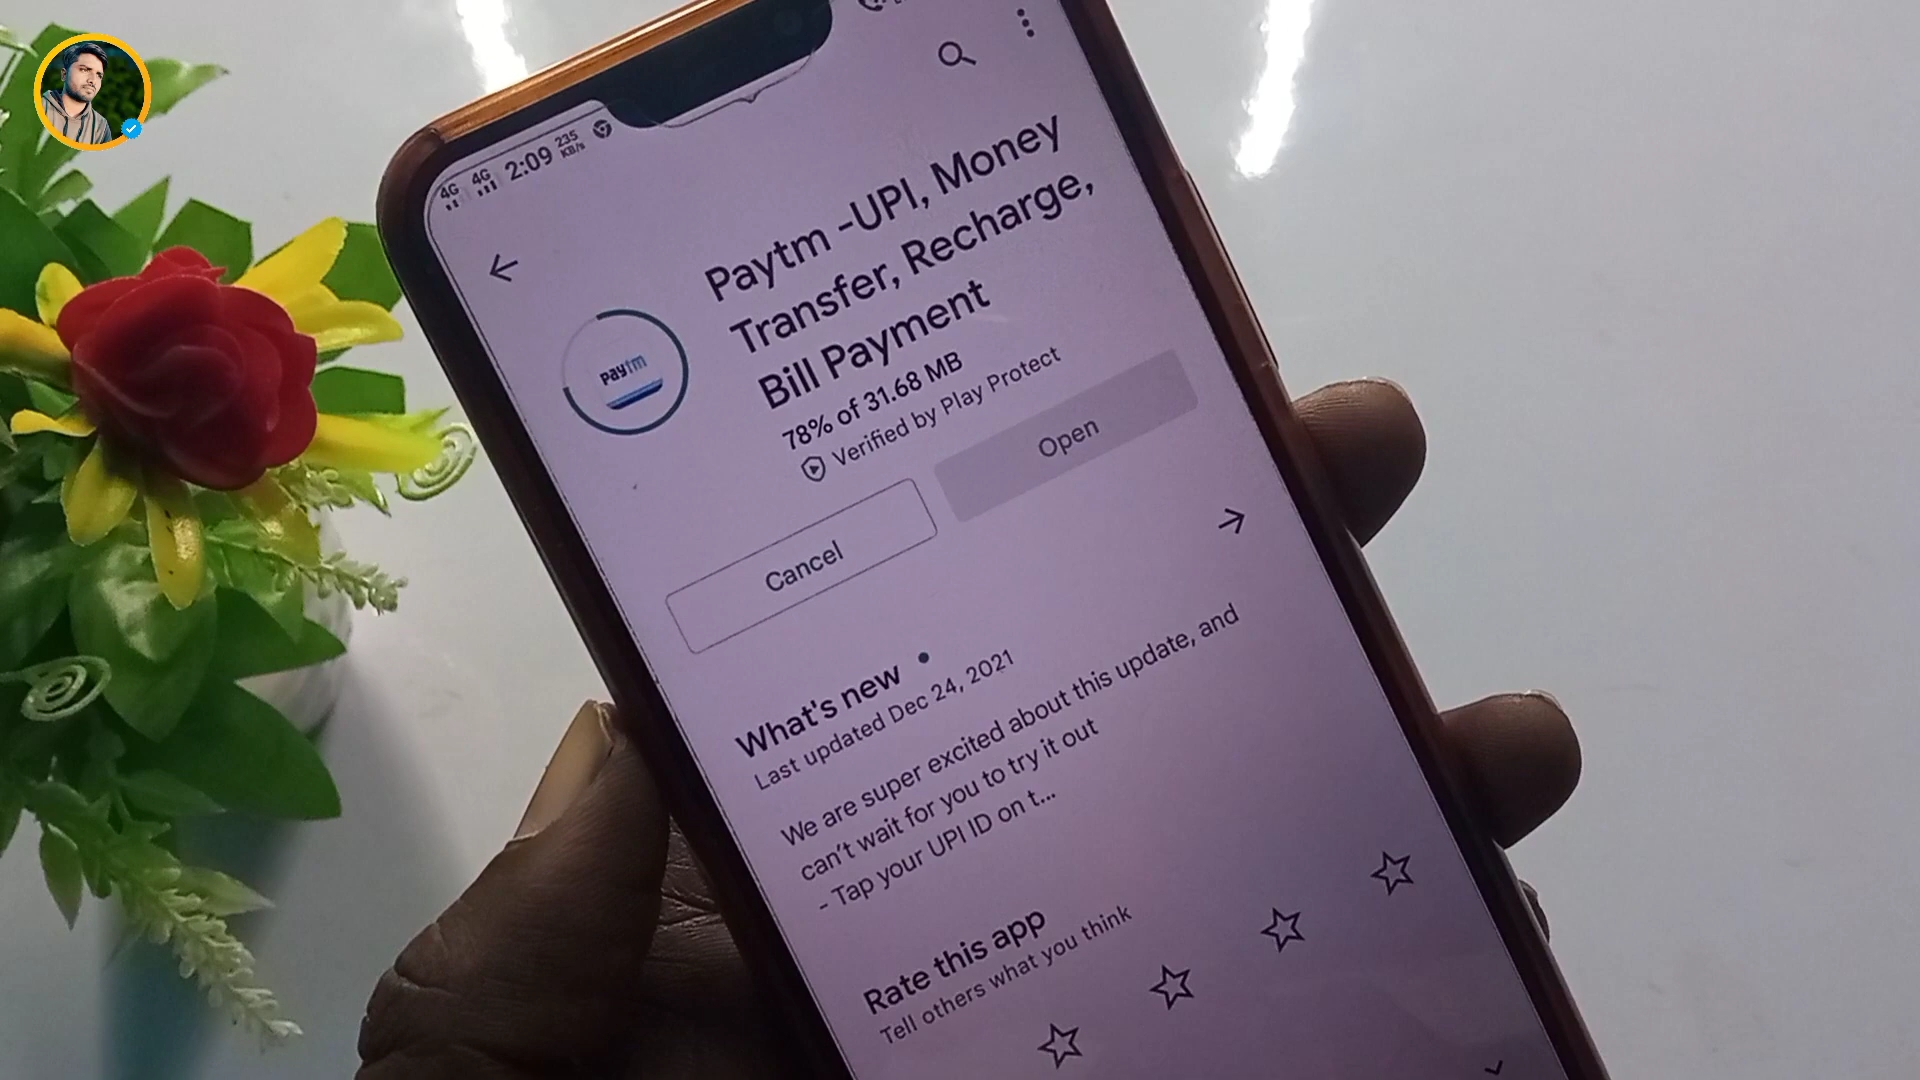 4G 4G 2:09 235 KB/s
Paytm -UPI, Money
Transfer, Recharge,
Bill Payment
paytm
78% of 31.68 MB
Verified by Play Protect
Cancel
Open
What's new
Last updated Dec 24, 2021
We are super excited about this update, and
can't wait for you to try it out
- Tap your UPI ID on t...
Rate this app
Tell others what you think